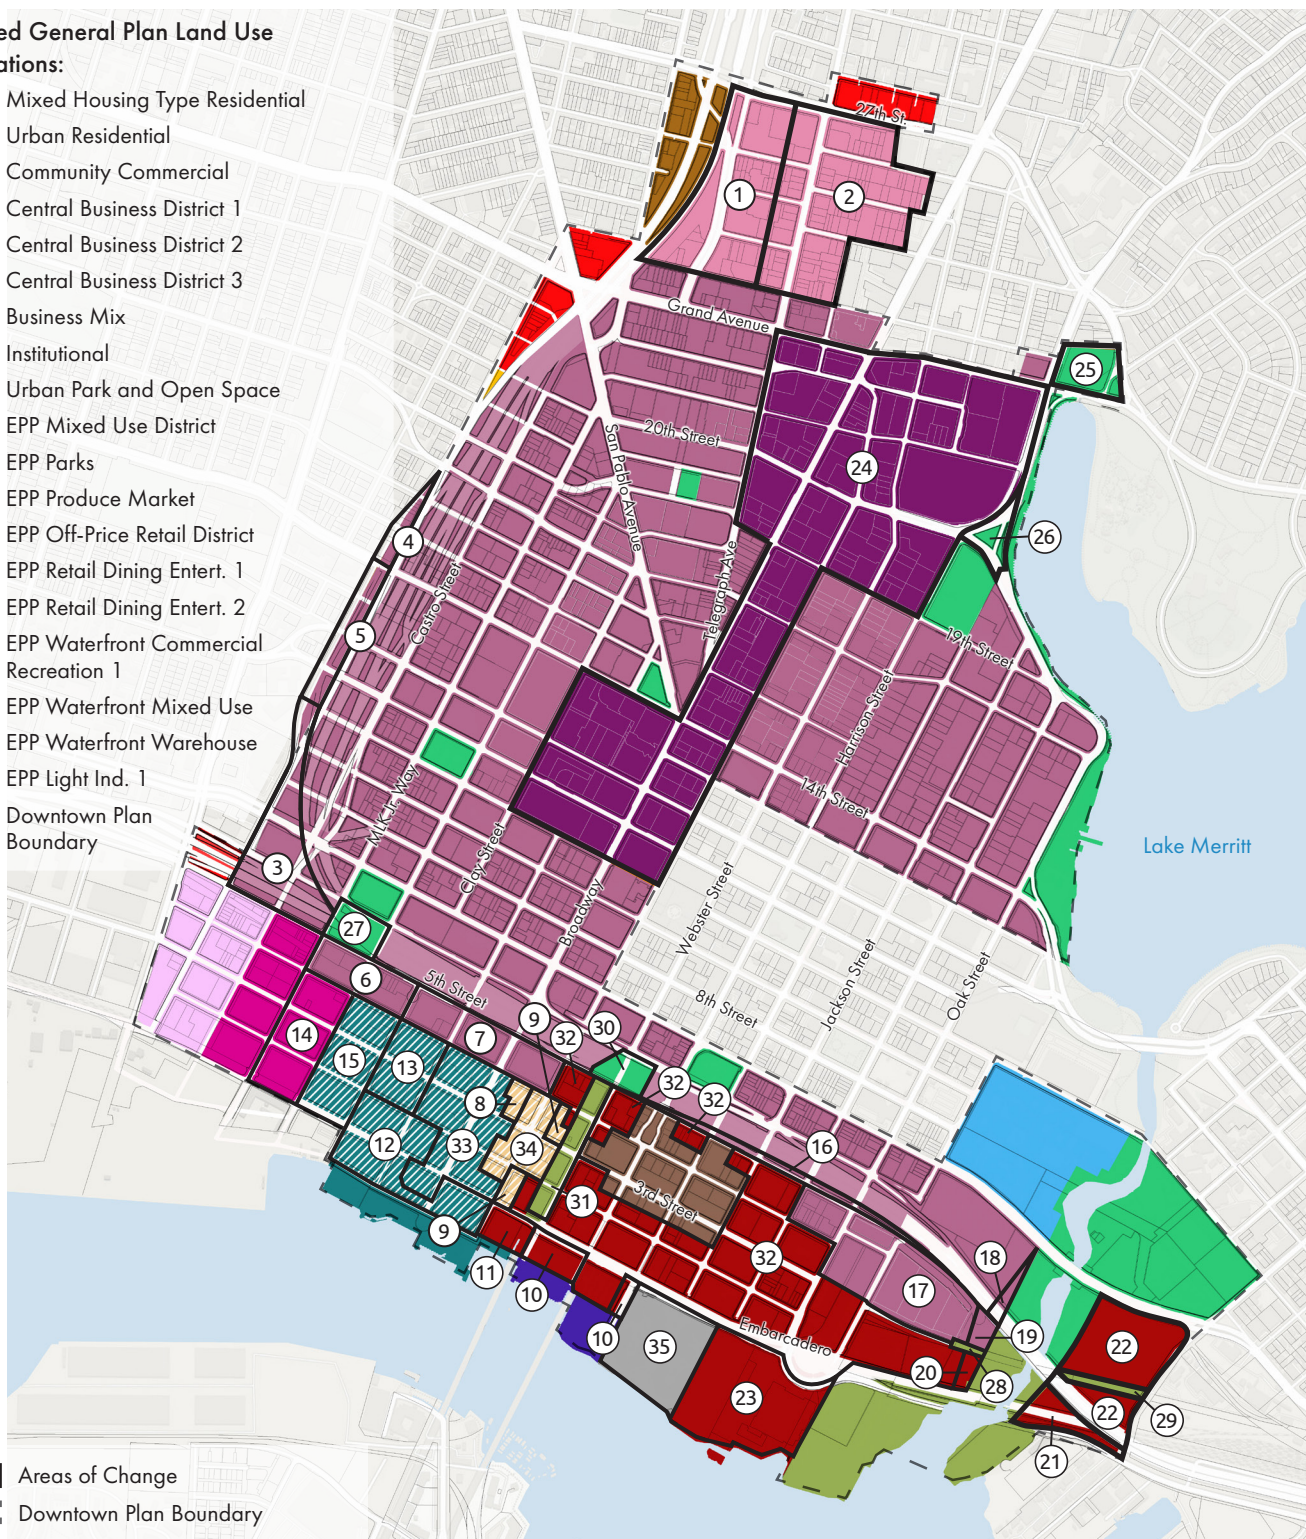 ed General Plan Land Use
ations:
Mixed Housing Type Residential
Urban Residential
Community Commercial
Central Business District 1
Central Business District 2
Central Business District 3
Business Mix
Institutional
Urban Park and Open Space
EPP Mixed Use District
EPP Parks
EPP Produce Market
EPP Off-Price Retail District
EPP Retail Dining Entert. 1
EPP Retail Dining Entert. 2
EPP Waterfront Commercial
Recreation 1
EPP Waterfront Mixed Use
EPP Waterfront Warehouse
EPP Light Ind. 1
Downtown Plan
Boundary
27th St.
1
2
Grand Avenue
25
20th Street
San Pablo Avenue
24
26
4
Telegraph Ave
Castro Street
5
19th Street
Harrison Street
14th Street
MLK Jr. Way
Clay Street
Lake Merritt
3
Broadway
Webster Street
27
6
5th Street
8th Street
Jackson Street
Oak Street
14
15
13
7
9
32
30
32
32
8
12
33
34
16
31
3rd Street
9
11
10
32
18
17
10
35
Embarcadero
19
22
20
28
23
22
29
21
Areas of Change
Downtown Plan Boundary